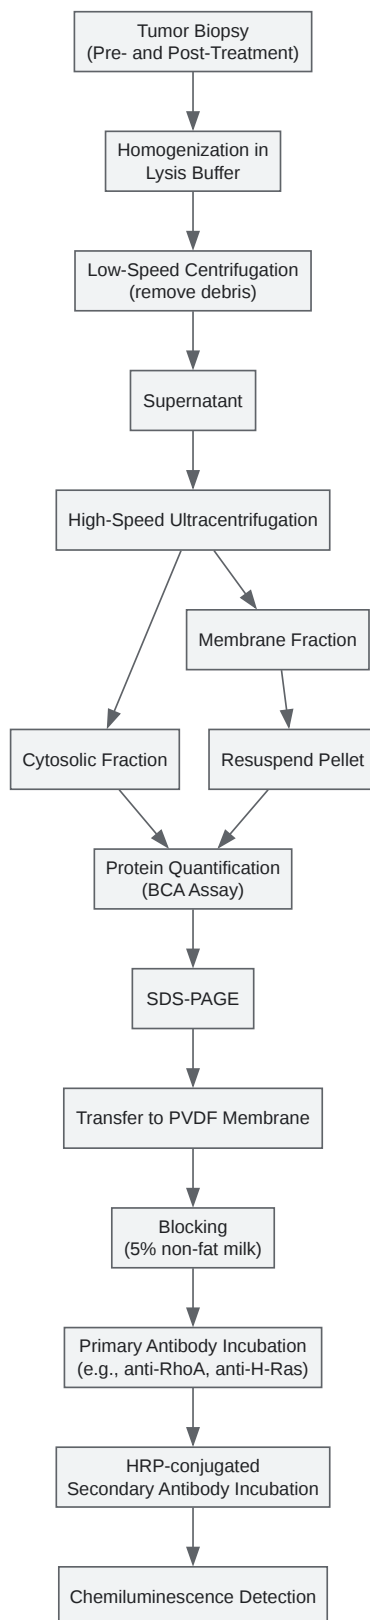 Tumor Biopsy
(Pre- and Post-Treatment)
Homogenization in
Lysis Buffer
Low-Speed Centrifugation
(remove debris)
Supernatant
High-Speed Ultracentrifugation
Membrane Fraction
Cytosolic Fraction
Resuspend Pellet
Protein Quantification
(BCA Assay)
SDS-PAGE
Transfer to PVDF Membrane
Blocking
(5% non-fat milk)
Primary Antibody Incubation
(e.g., anti-RhoA, anti-H-Ras)
HRP-conjugated
Secondary Antibody Incubation
Chemiluminescence Detection